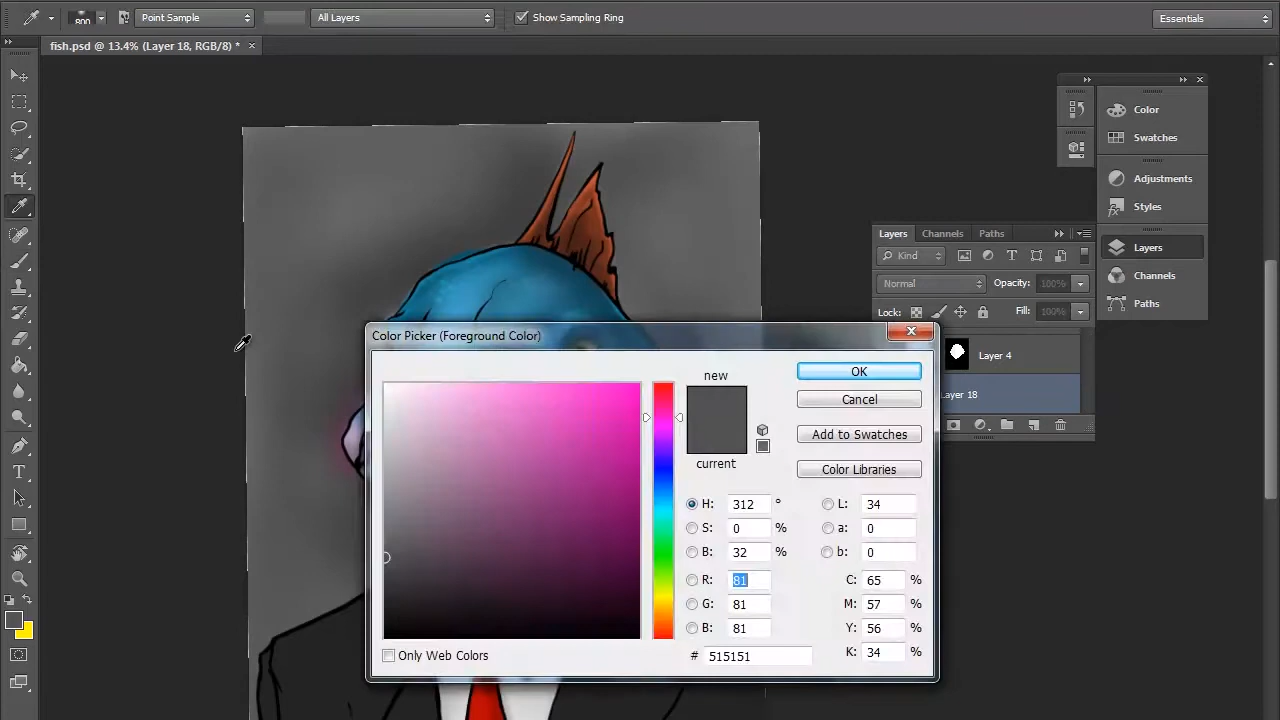 800
Point Sample
All Layers
Show Sampling Ring
Essentials
fish.psd @ 13.4% (Layer 18, RGB/8) *
Color
Swatches
Adjustments
Styles
Layers
Channels
Paths
Layers Channels Paths
Kind
Normal Opacity: 100%
Lock: Fill: 100%
Layer 4
Layer 18
Color Picker (Foreground Color)
new
current
OK
Cancel
Add to Swatches
Color Libraries
H: 312 °
S: 0 %
B: 32 %
R: 81
G: 81
B: 81
# 515151
L: 34
a: 0
b: 0
C: 65 %
M: 57 %
Y: 56 %
K: 34 %
Only Web Colors